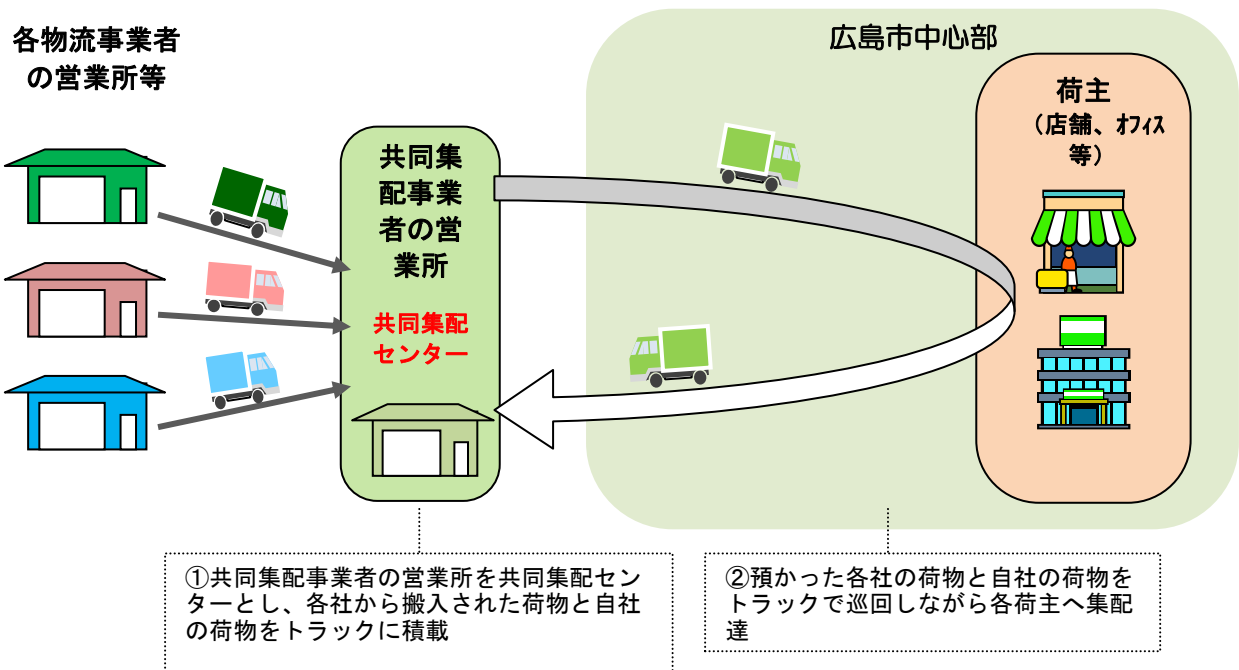 各物流事業者
の営業所等
共同集
配事業
者の営
業所
共同集配
センター
広島市中心部
荷主
（店舗、ｵﾌｨｽ
等）
①共同集配事業者の営業所を共同集配セン
ターとし、各社から搬入された荷物と自社
の荷物をトラックに積載
②預かった各社の荷物と自社の荷物を
トラックで巡回しながら各荷主へ集配
達